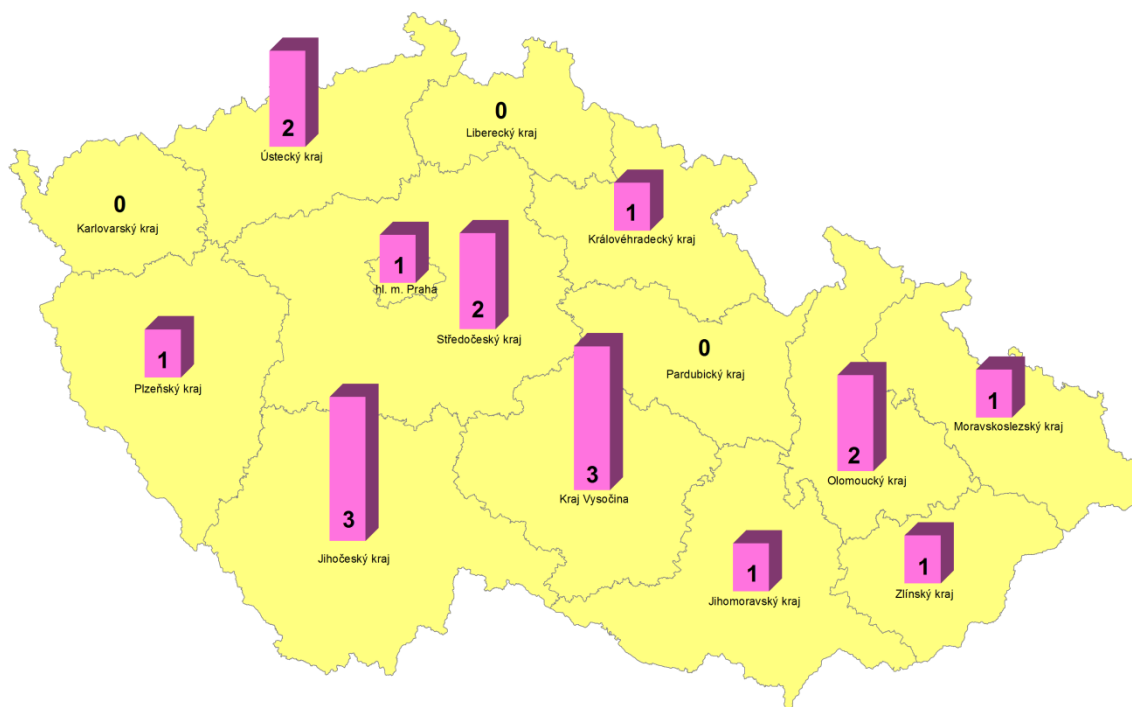 2
Ústecký kraj
0
Liberecký kraj
0
Karlovarský kraj
1
Královéhradecký kraj
1
hl. m. Praha
2
Středočeský kraj
1
Plzeňský kraj
0
Pardubický kraj
1
Moravskoslezský kraj
3
Jihočeský kraj
3
Kraj Vysočina
2
Olomoucký kraj
1
Jihomoravský kraj
1
Zlínský kraj